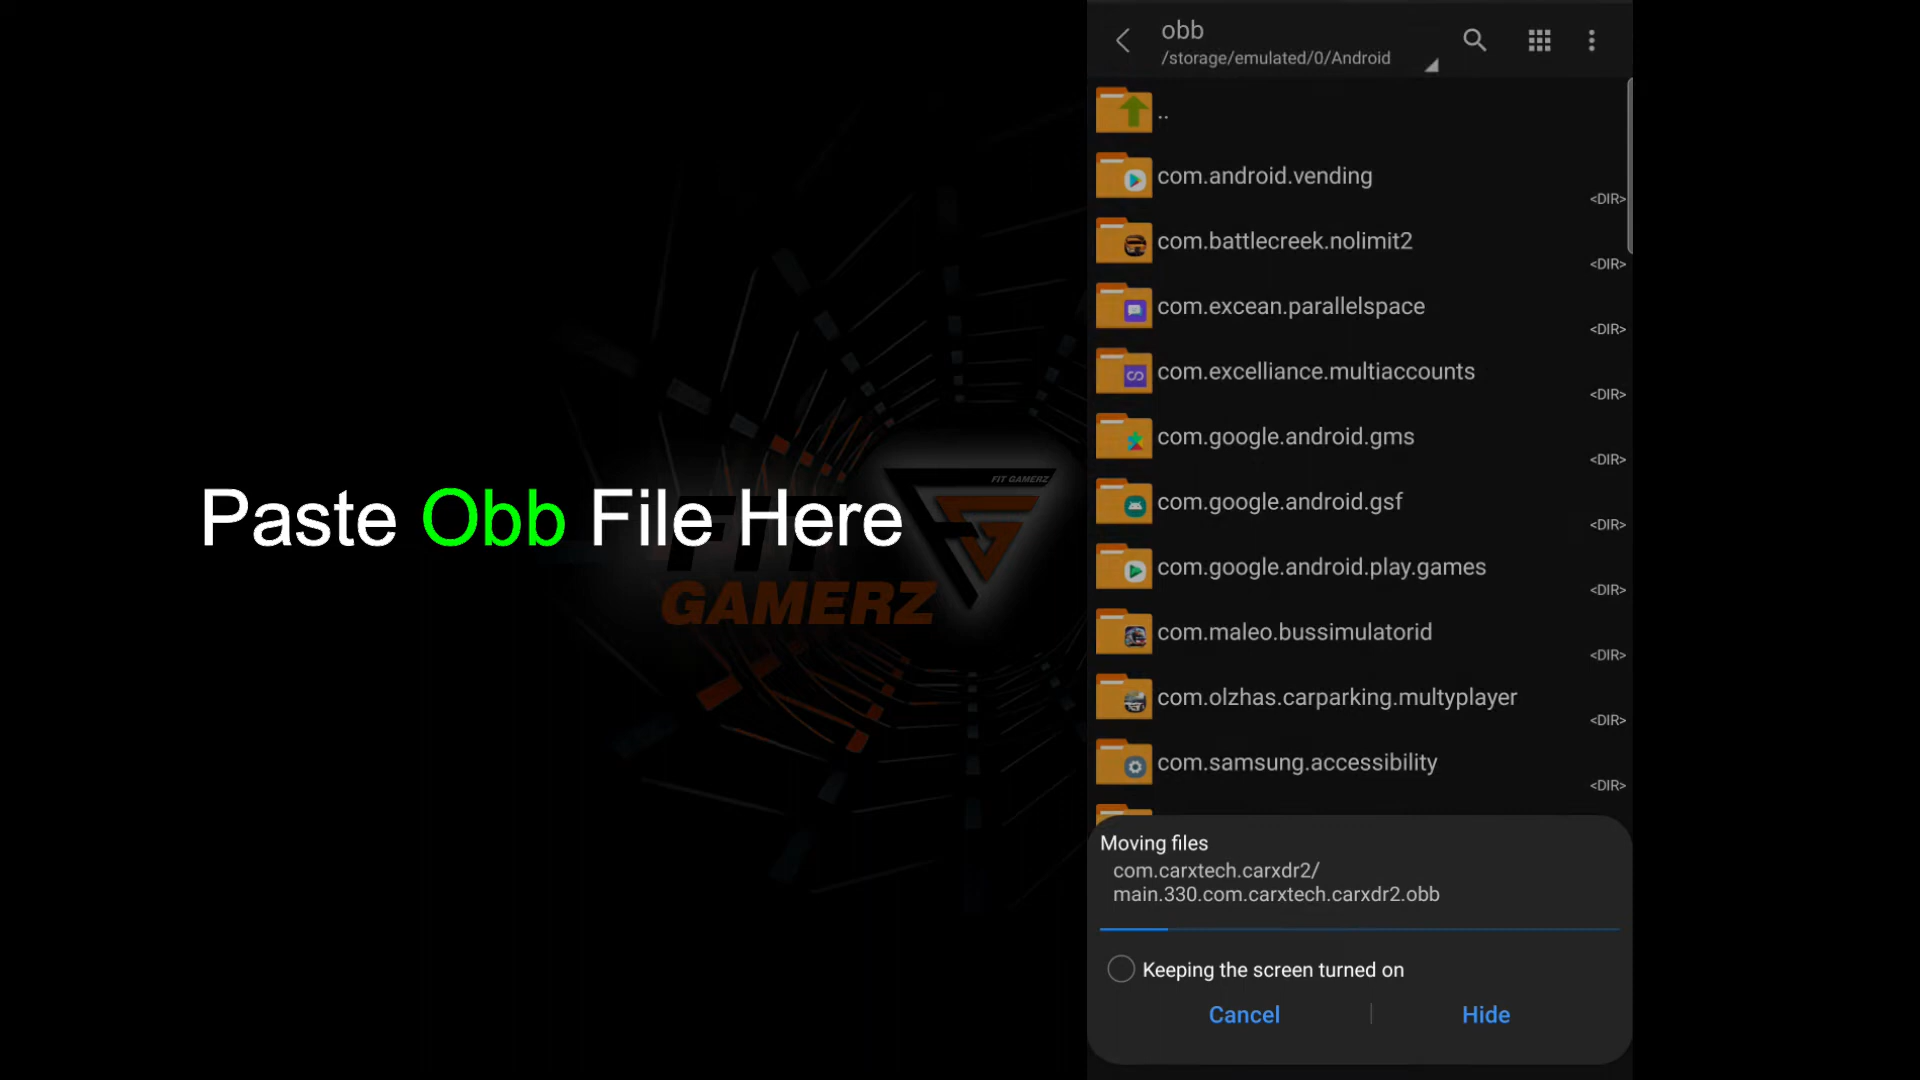 Paste Obb File Here
FIT
GAMERZ
FIT GAMERZ
obb
/storage/emulated/0/Android
..
com.android.vending
<DIR>
com.battlecreek.nolimit2
<DIR>
com.excean.parallelspace
<DIR>
com.excelliance.multiaccounts
<DIR>
com.google.android.gms
<DIR>
com.google.android.gsf
<DIR>
com.google.android.play.games
<DIR>
com.maleo.bussimulatorid
<DIR>
com.olzhas.carparking.multyplayer
<DIR>
com.samsung.accessibility
<DIR>
Moving files
com.carxtech.carxdr2/
main.330.com.carxtech.carxdr2.obb
Keeping the screen turned on
Cancel
Hide